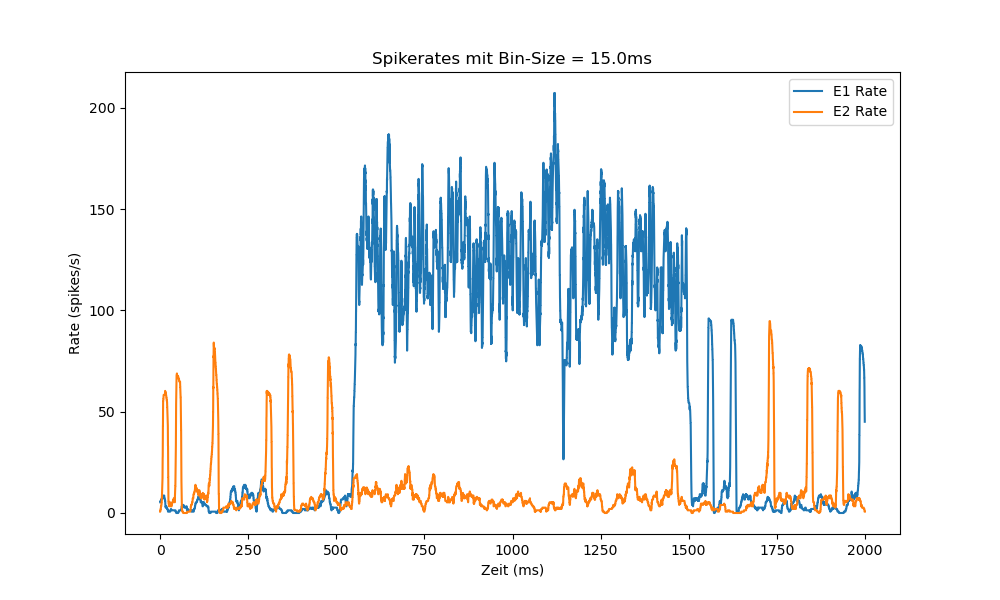 Spikerates mit Bin-Size = 15.0ms
E1 Rate
E2 Rate
Rate (spikes/s)
200
150
100
50
0
0 250 500 750 1000 1250 1500 1750 2000
Zeit (ms)